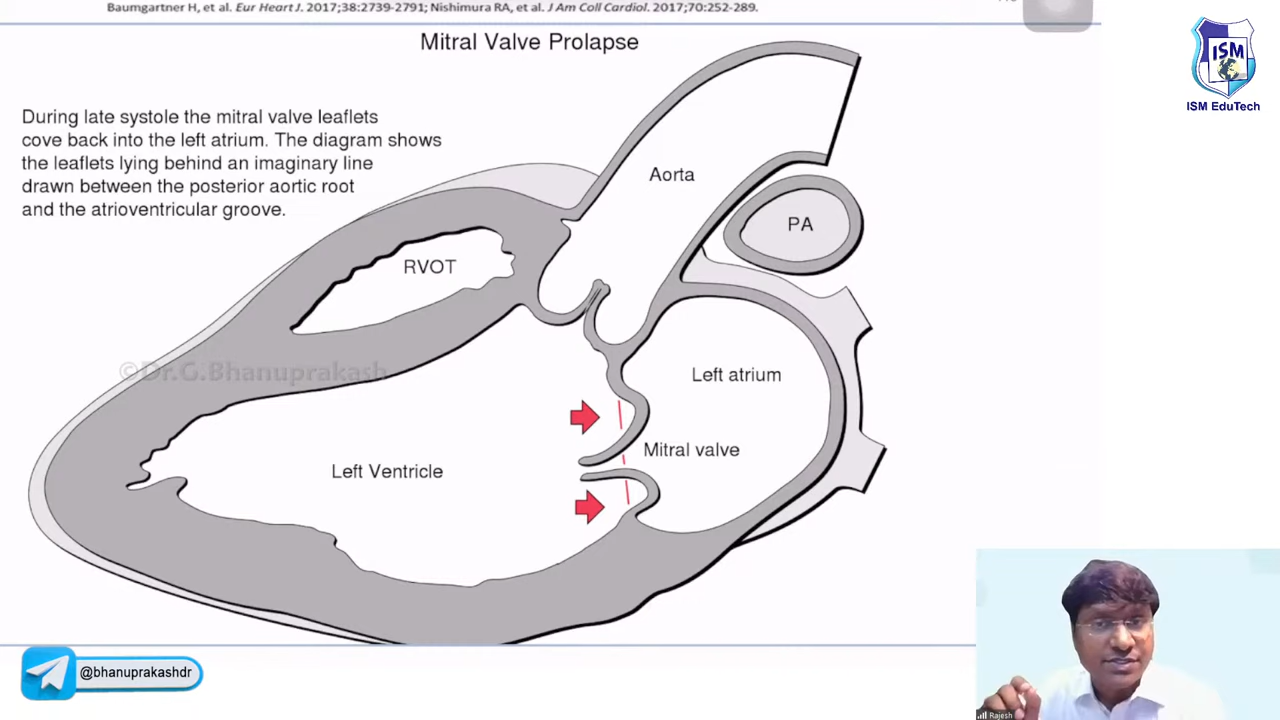 Baumgartner H, et al. Eur Heart J. 2017;38:2739-2791; Nishimura RA, et al. J Am Coll Cardiol. 2017;70:252-289.
Mitral Valve Prolapse
ISM
ISM EduTech
During late systole the mitral valve leaflets
cove back into the left atrium. The diagram shows
the leaflets lying behind an imaginary line
drawn between the posterior aortic root
and the atrioventricular groove.
Aorta
PA
RVOT
©Dr.G.Bhanuprakash
Left atrium
Mitral valve
Left Ventricle
@bhanuprakashdr
Rajesh